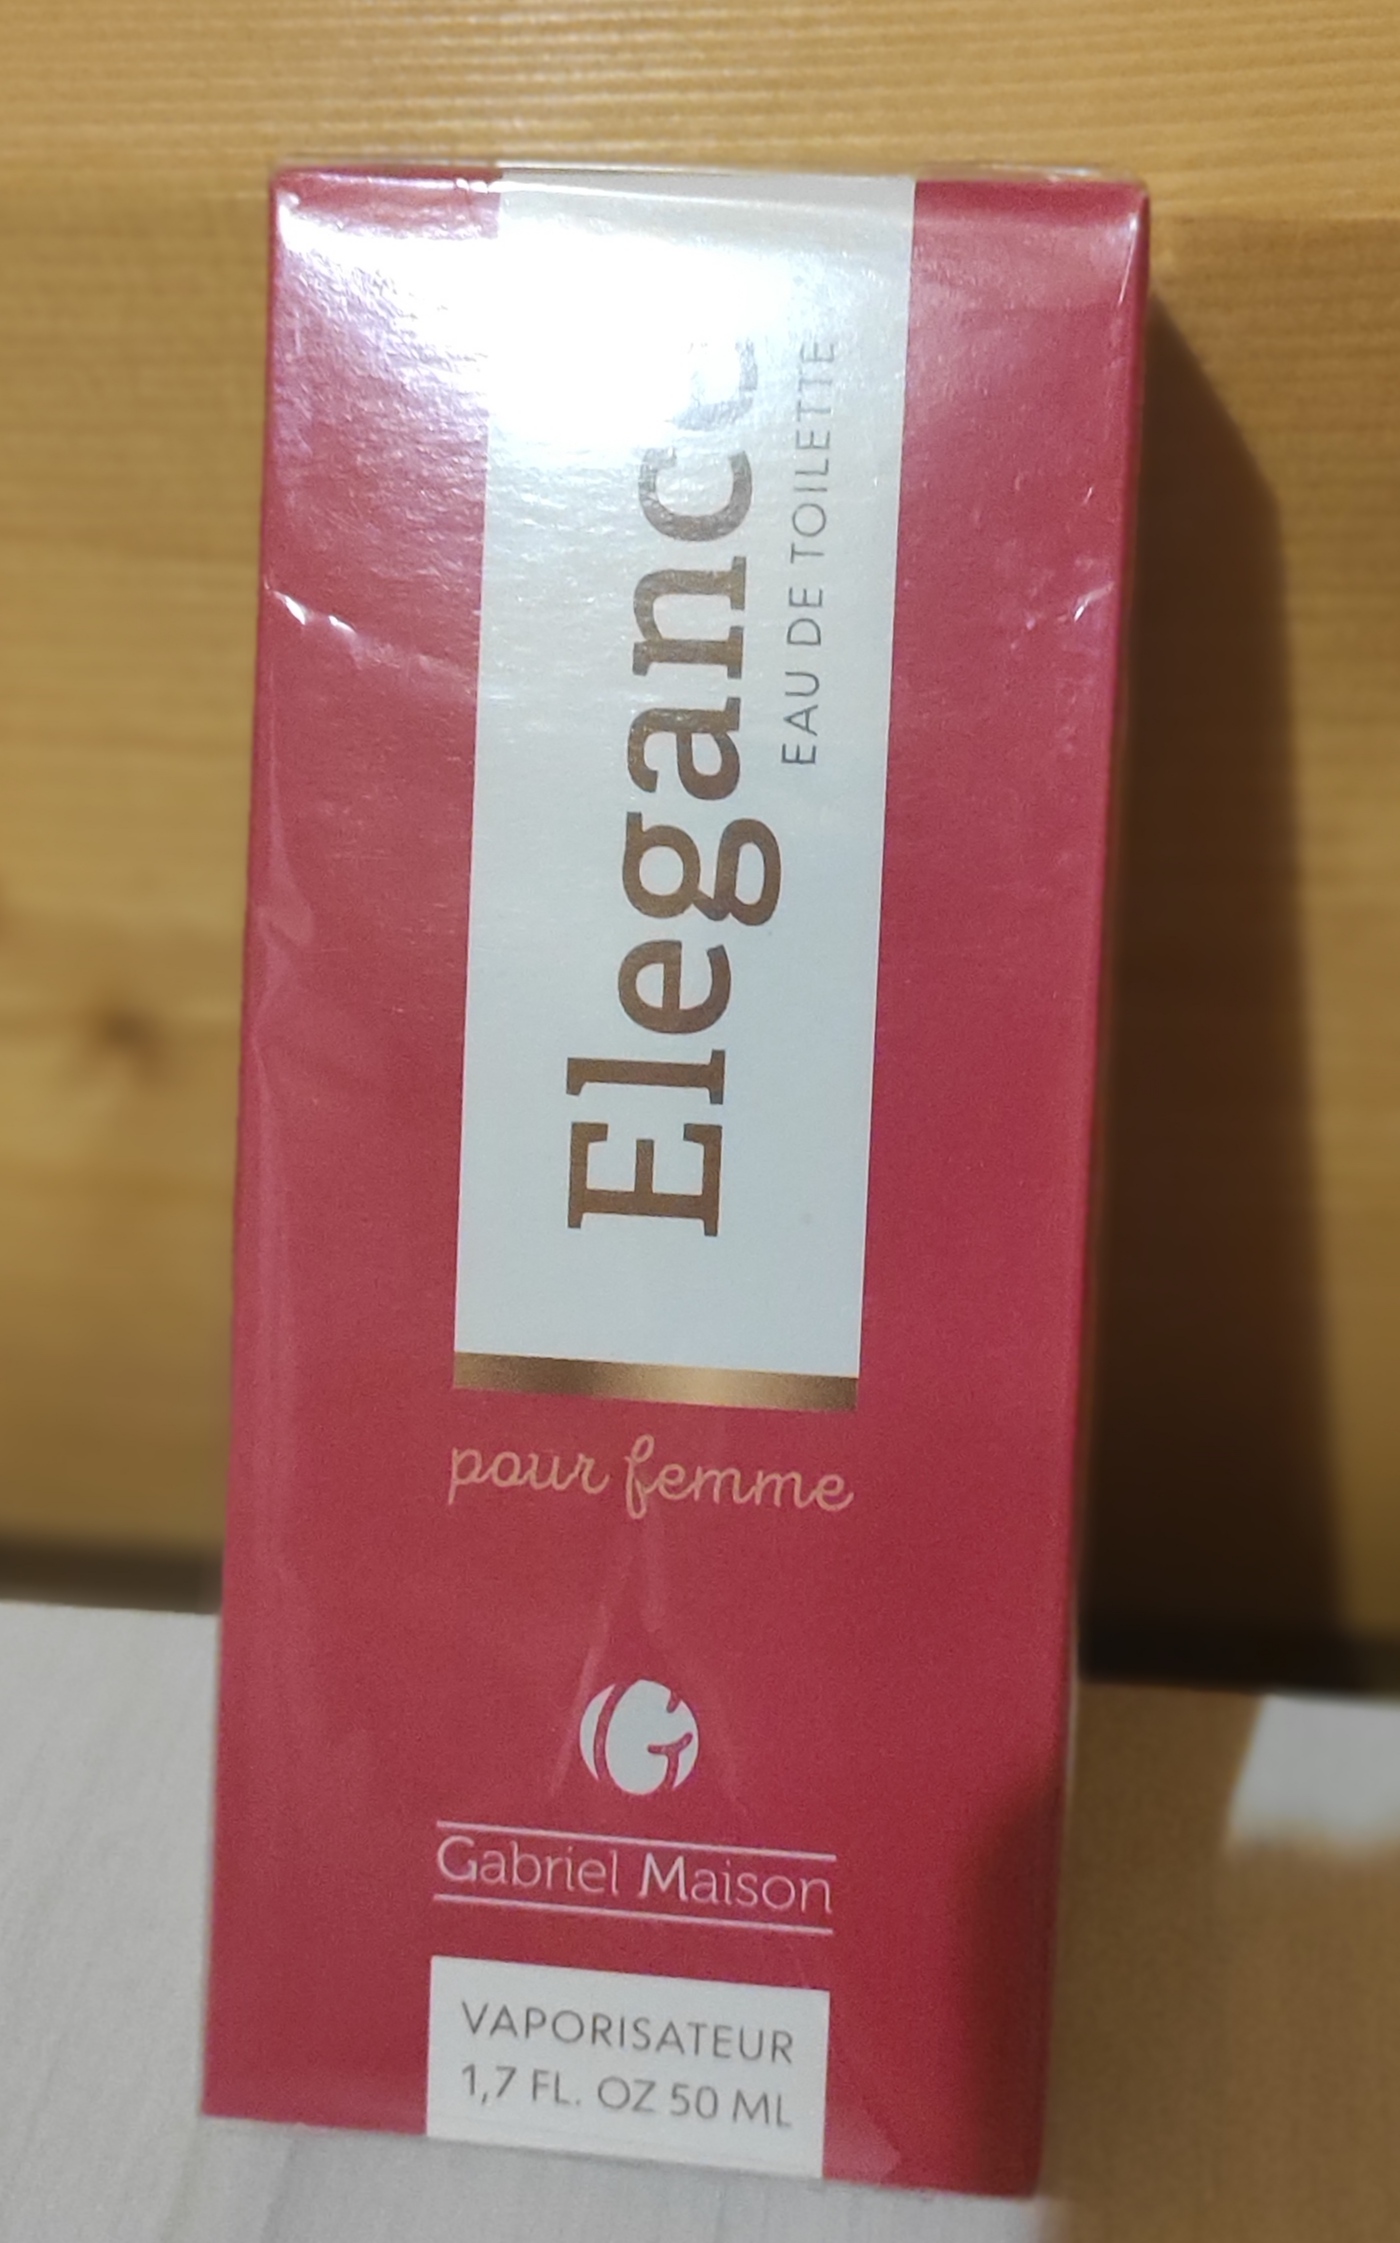 Elegance
EAU DE TOILETTE
pour femme
G
Gabriel Maison
VAPORISATEUR
1,7 FL. OZ 50 ML